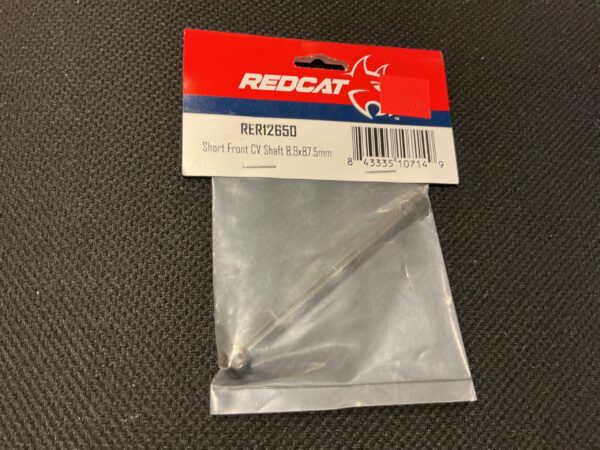 REDCAT
RER12650
Short Front CV Shaft 8.9x87.5mm
8 43335 10714 9